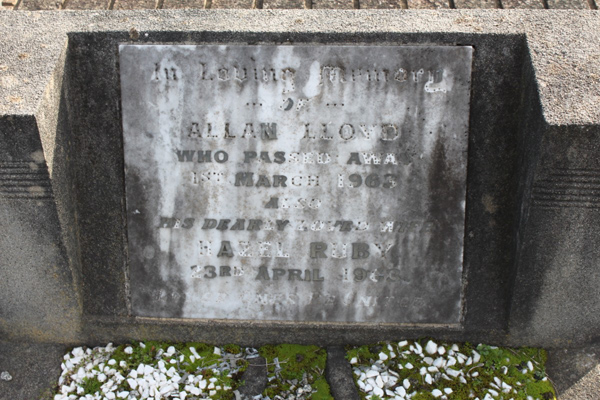 In Loving Memory
OF
ALLAN LLOYD
WHO PASSED AWAY
1ST MARCH
ALSO
HIS DEARLY LOVED WIFE
HAZEL RUBY
23RD APRIL